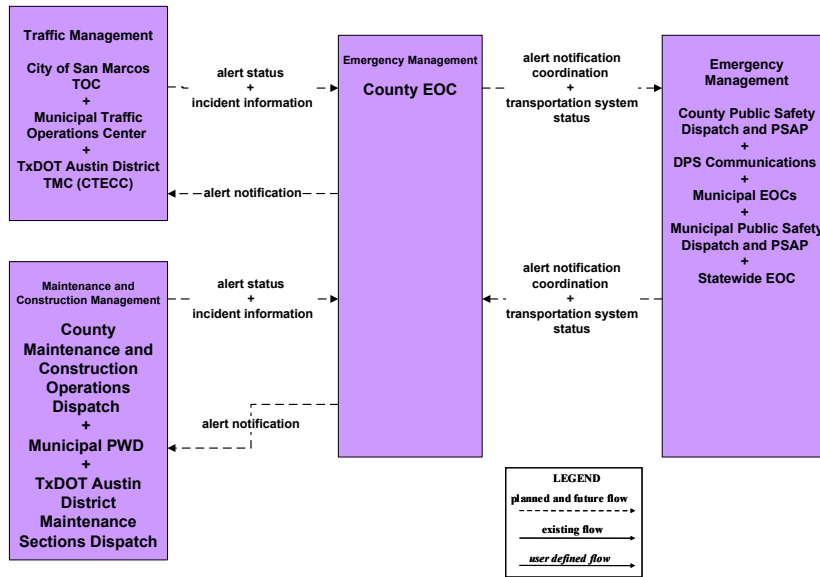 Traffic Management
City of San Marcos
TOC
+
Municipal Traffic
Operations Center
+
TxDOT Austin District
TMC (CTECC)
alert status
+
incident information
alert notification
Maintenance and
Construction Management
County
Maintenance and
Construction
Operations
Dispatch
+
Municipal PWD
+
TxDOT Austin
District
Maintenance
Sections Dispatch
alert status
+
incident information
alert notification
Emergency Management
County EOC
alert notification
coordination
+
transportation system
status
alert notification
coordination
+
transportation system
status
Emergency
Management
County Public Safety
Dispatch and PSAP
+
DPS Communications
+
Municipal EOCs
+
Municipal Public Safety
Dispatch and PSAP
+
Statewide EOC
LEGEND
planned and future flow
existing flow
user defined flow